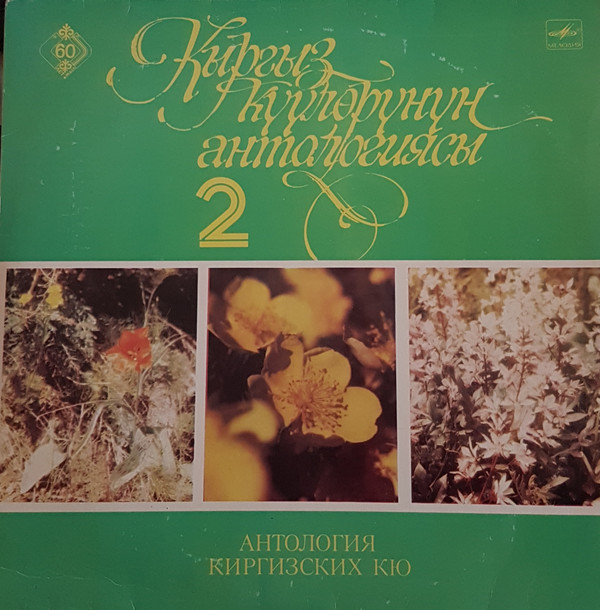 60
МЕЛОДИЯ
Кыргыз
күүлөрүнүн
антологиясы
2
АНТОЛОГИЯ
КИРГИЗСКИХ КЮ